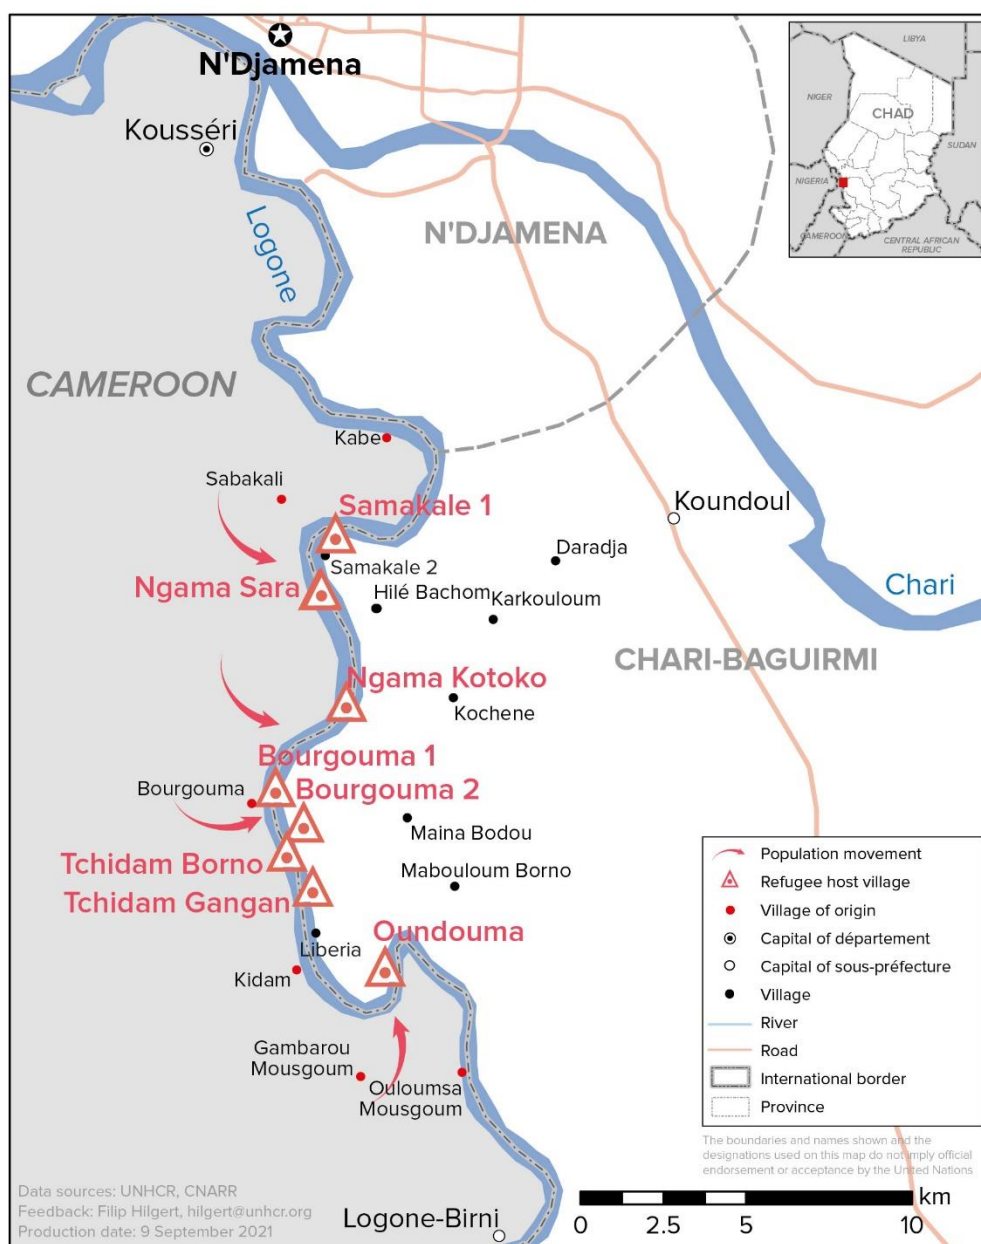 N'Djamena
Kousséri
Logone
N'DJAMENA
LIBYA
NIGER
CHAD
SUDAN
NIGERIA
CAMEROON
CENTRAL AFRICAN
REPUBLIC
CAMEROON
Kabe
Sabakali
Samakale 1
Koundoul
Daradja
Samakale 2
Ngama Sara
Hilé Bachom
Karkouloum
Chari
CHARI-BAGUIRMI
Ngama Kotoko
Kochene
Bourgouma 1
Bourgouma
Bourgouma 2
Maina Bodou
Tchidam Borno
Mabouloum Borno
Tchidam Gangan
Oundouma
Liberia
Kidam
Gambarou
Mousgoum
Ouloumsa
Mousgoum
Population movement
Refugee host village
Village of origin
Capital of département
Capital of sous-préfecture
Village
River
Road
International border
Province
The boundaries and names shown and the
designations used on this map do not imply official
endorsement or acceptance by the United Nations
Data sources: UNHCR, CNARR
Feedback: Filip Hilgert, hilgert@unhcr.org
Production date: 9 September 2021
Logone-Birni
km
0 2.5 5 10